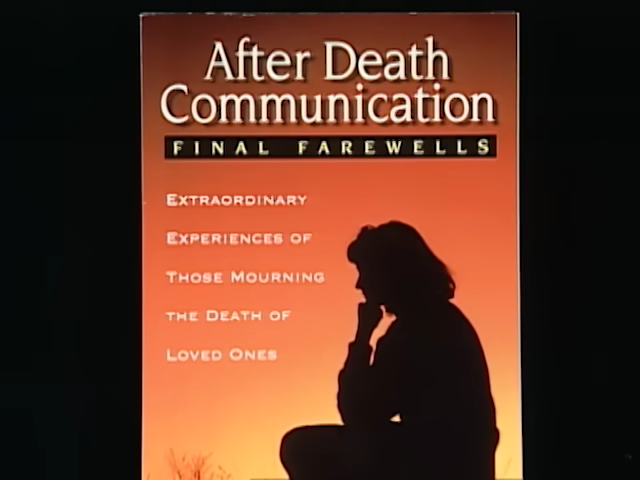 After Death
Communication
FINAL FAREWELLS
EXTRAORDINARY
EXPERIENCES OF
THOSE MOURNING
THE DEATH OF
LOVED ONES